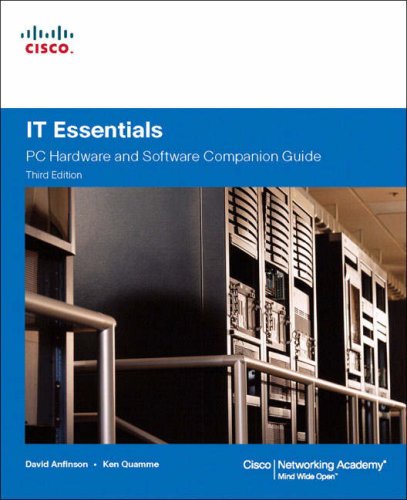 CISCO.
IT Essentials
PC Hardware and Software Companion Guide
Third Edition
David Anfinson • Ken Quamme
Cisco Networking Academy®
Mind Wide Open™